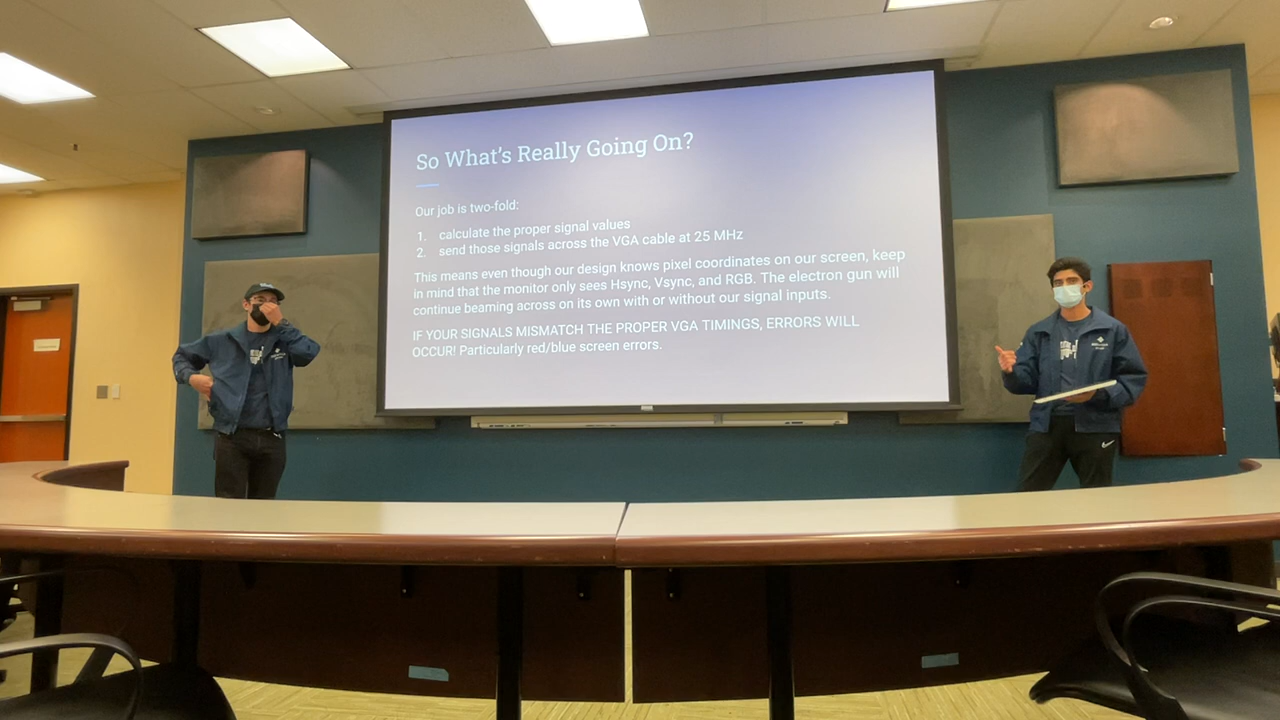 So What's Really Going On?
Our job is two-fold:
1. calculate the proper signal values
2. send those signals across the VGA cable at 25 MHz
This means even though our design knows pixel coordinates on our screen, keep
in mind that the monitor only sees Hsync, Vsync, and RGB. The electron gun will
continue beaming across on its own with or without our signal inputs.
IF YOUR SIGNALS MISMATCH THE PROPER VGA TIMINGS, ERRORS WILL
OCCUR! Particularly red/blue screen errors.